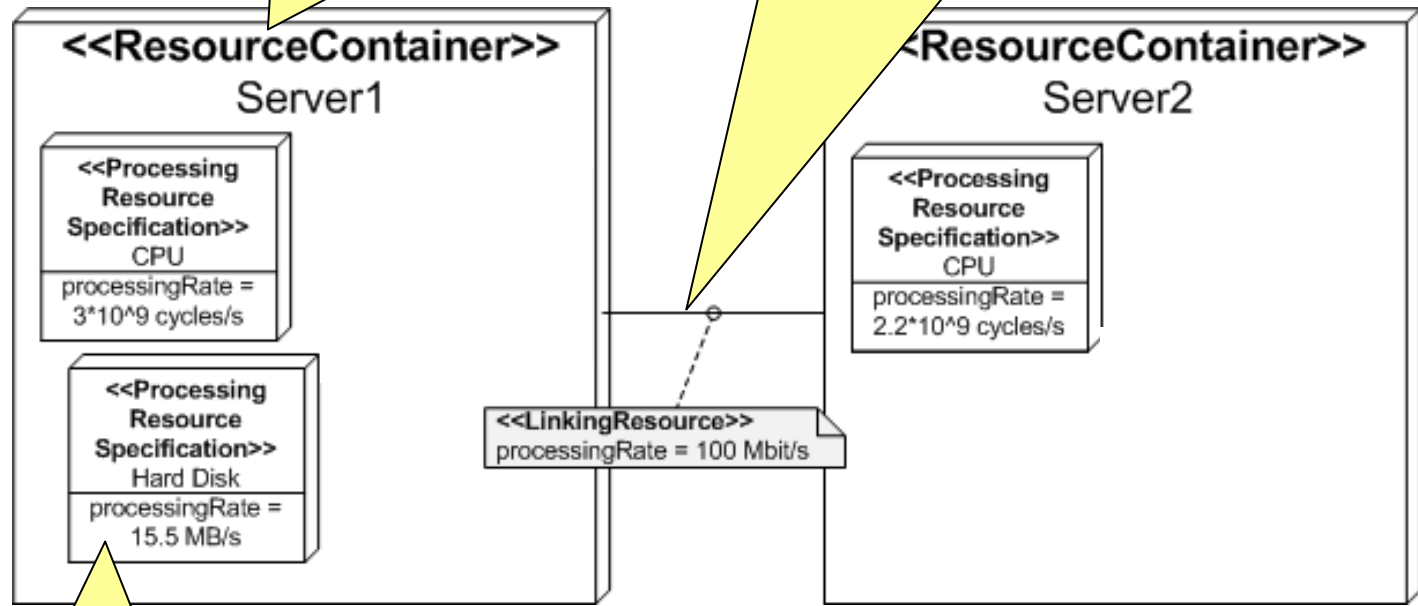 <<ResourceContainer>>
Server1
<<Processing
Resource
Specification>>
CPU
processingRate =
3*10^9 cycles/s
<<Processing
Resource
Specification>>
Hard Disk
processingRate =
15.5 MB/s
<<LinkingResource>>
processingRate = 100 Mbit/s
<ResourceContainer>>
Server2
<<Processing
Resource
Specification>>
CPU
processingRate =
2.2*10^9 cycles/s